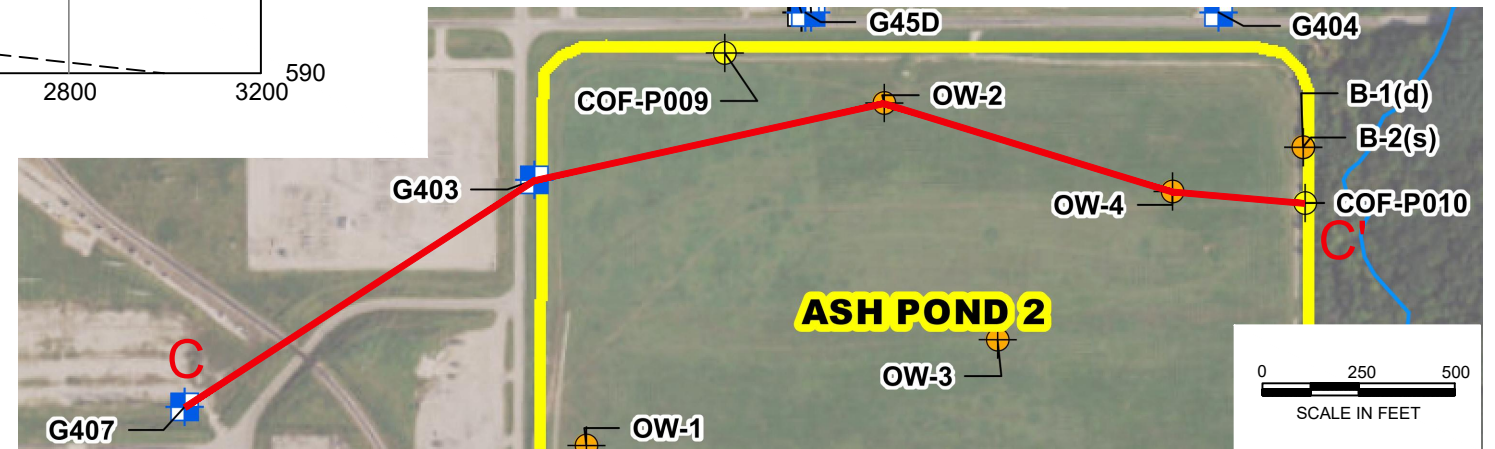 590
2800
3200
G45D
G404
COF-P009
OW-2
B-1(d)
B-2(s)
G403
OW-4
COF-P010
C'
ASH POND 2
C
OW-3
0 250 500
SCALE IN FEET
G407
OW-1